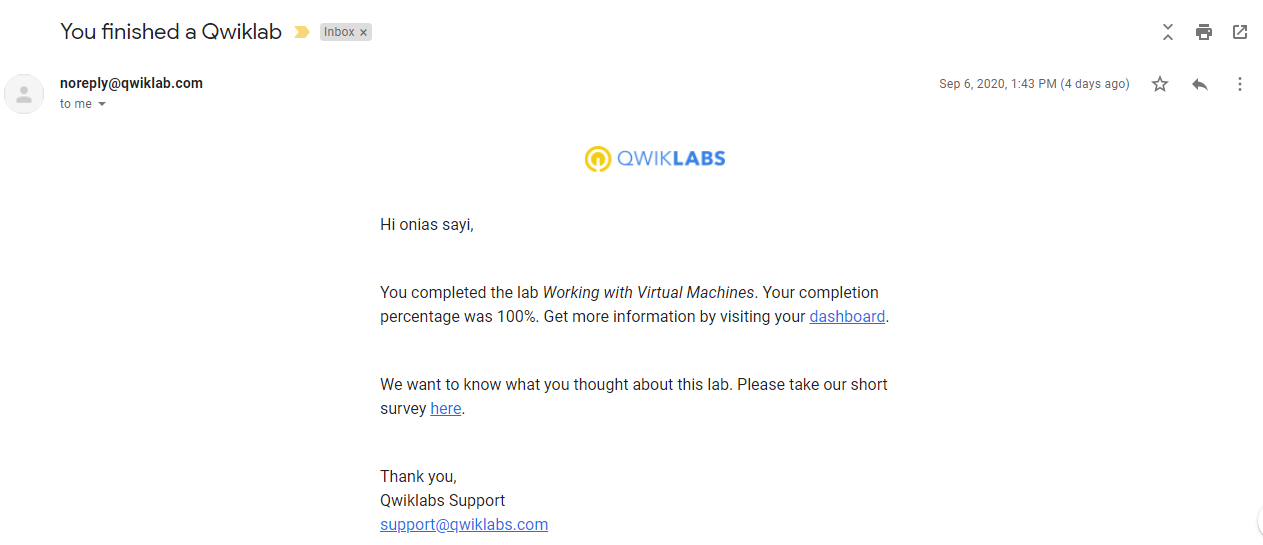 You finished a Qwiklab
Inbox ×
noreply@qwiklab.com
Sep 6, 2020, 1:43 PM (4 days ago)
to me
QWIKLABS
Hi onias sayi,
You completed the lab Working with Virtual Machines. Your completion
percentage was 100%. Get more information by visiting your dashboard.
We want to know what you thought about this lab. Please take our short
survey here.
Thank you,
Qwiklabs Support
support@qwiklabs.com